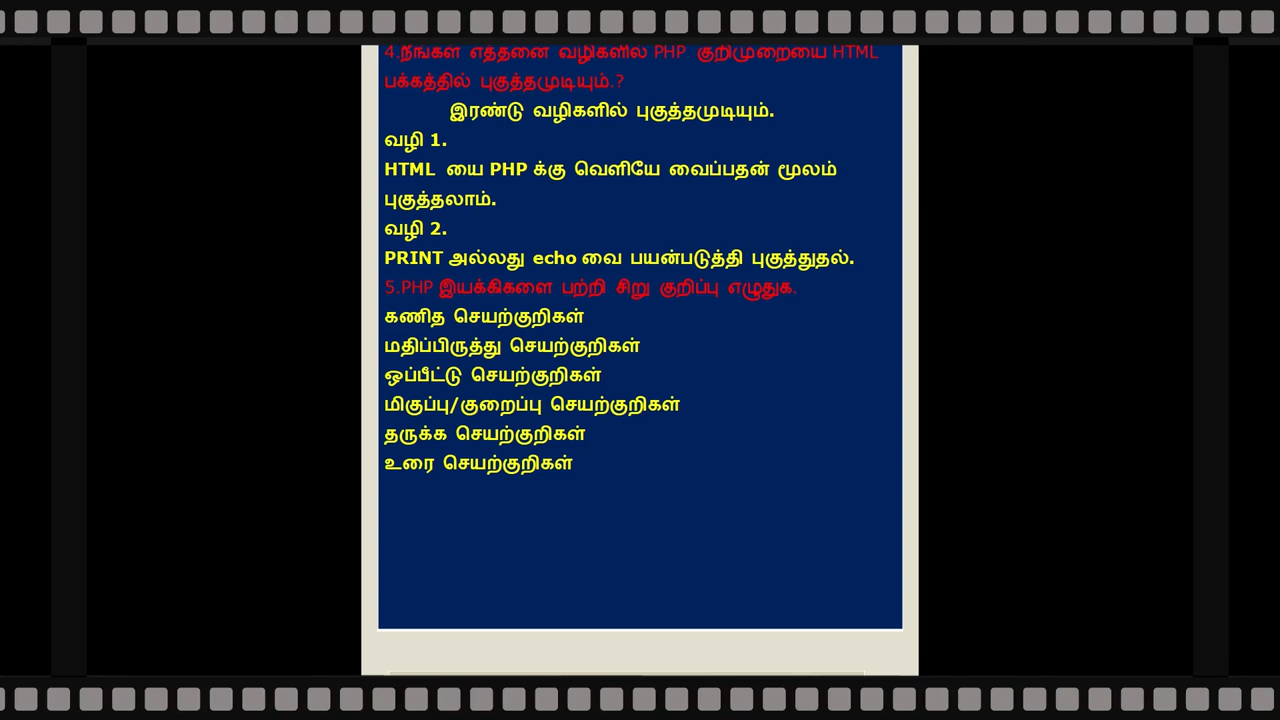 4.நீங்கள் எத்தனை வழிகளில் PHP குறிமுறையை HTML
பக்கத்தில் புகுத்தமுடியும்.?
இரண்டு வழிகளில் புகுத்தமுடியும்.
வழி 1.
HTML யை PHP க்கு வெளியே வைப்பதன் மூலம்
புகுத்தலாம்.
வழி 2.
PRINT அல்லது echo வை பயன்படுத்தி புகுத்துதல்.
5.PHP இயக்கிகளை பற்றி சிறு குறிப்பு எழுதுக.
கணித செயற்குறிகள்
மதிப்பிருத்து செயற்குறிகள்
ஒப்பீட்டு செயற்குறிகள்
மிகுப்பு/குறைப்பு செயற்குறிகள்
தருக்க செயற்குறிகள்
உரை செயற்குறிகள்